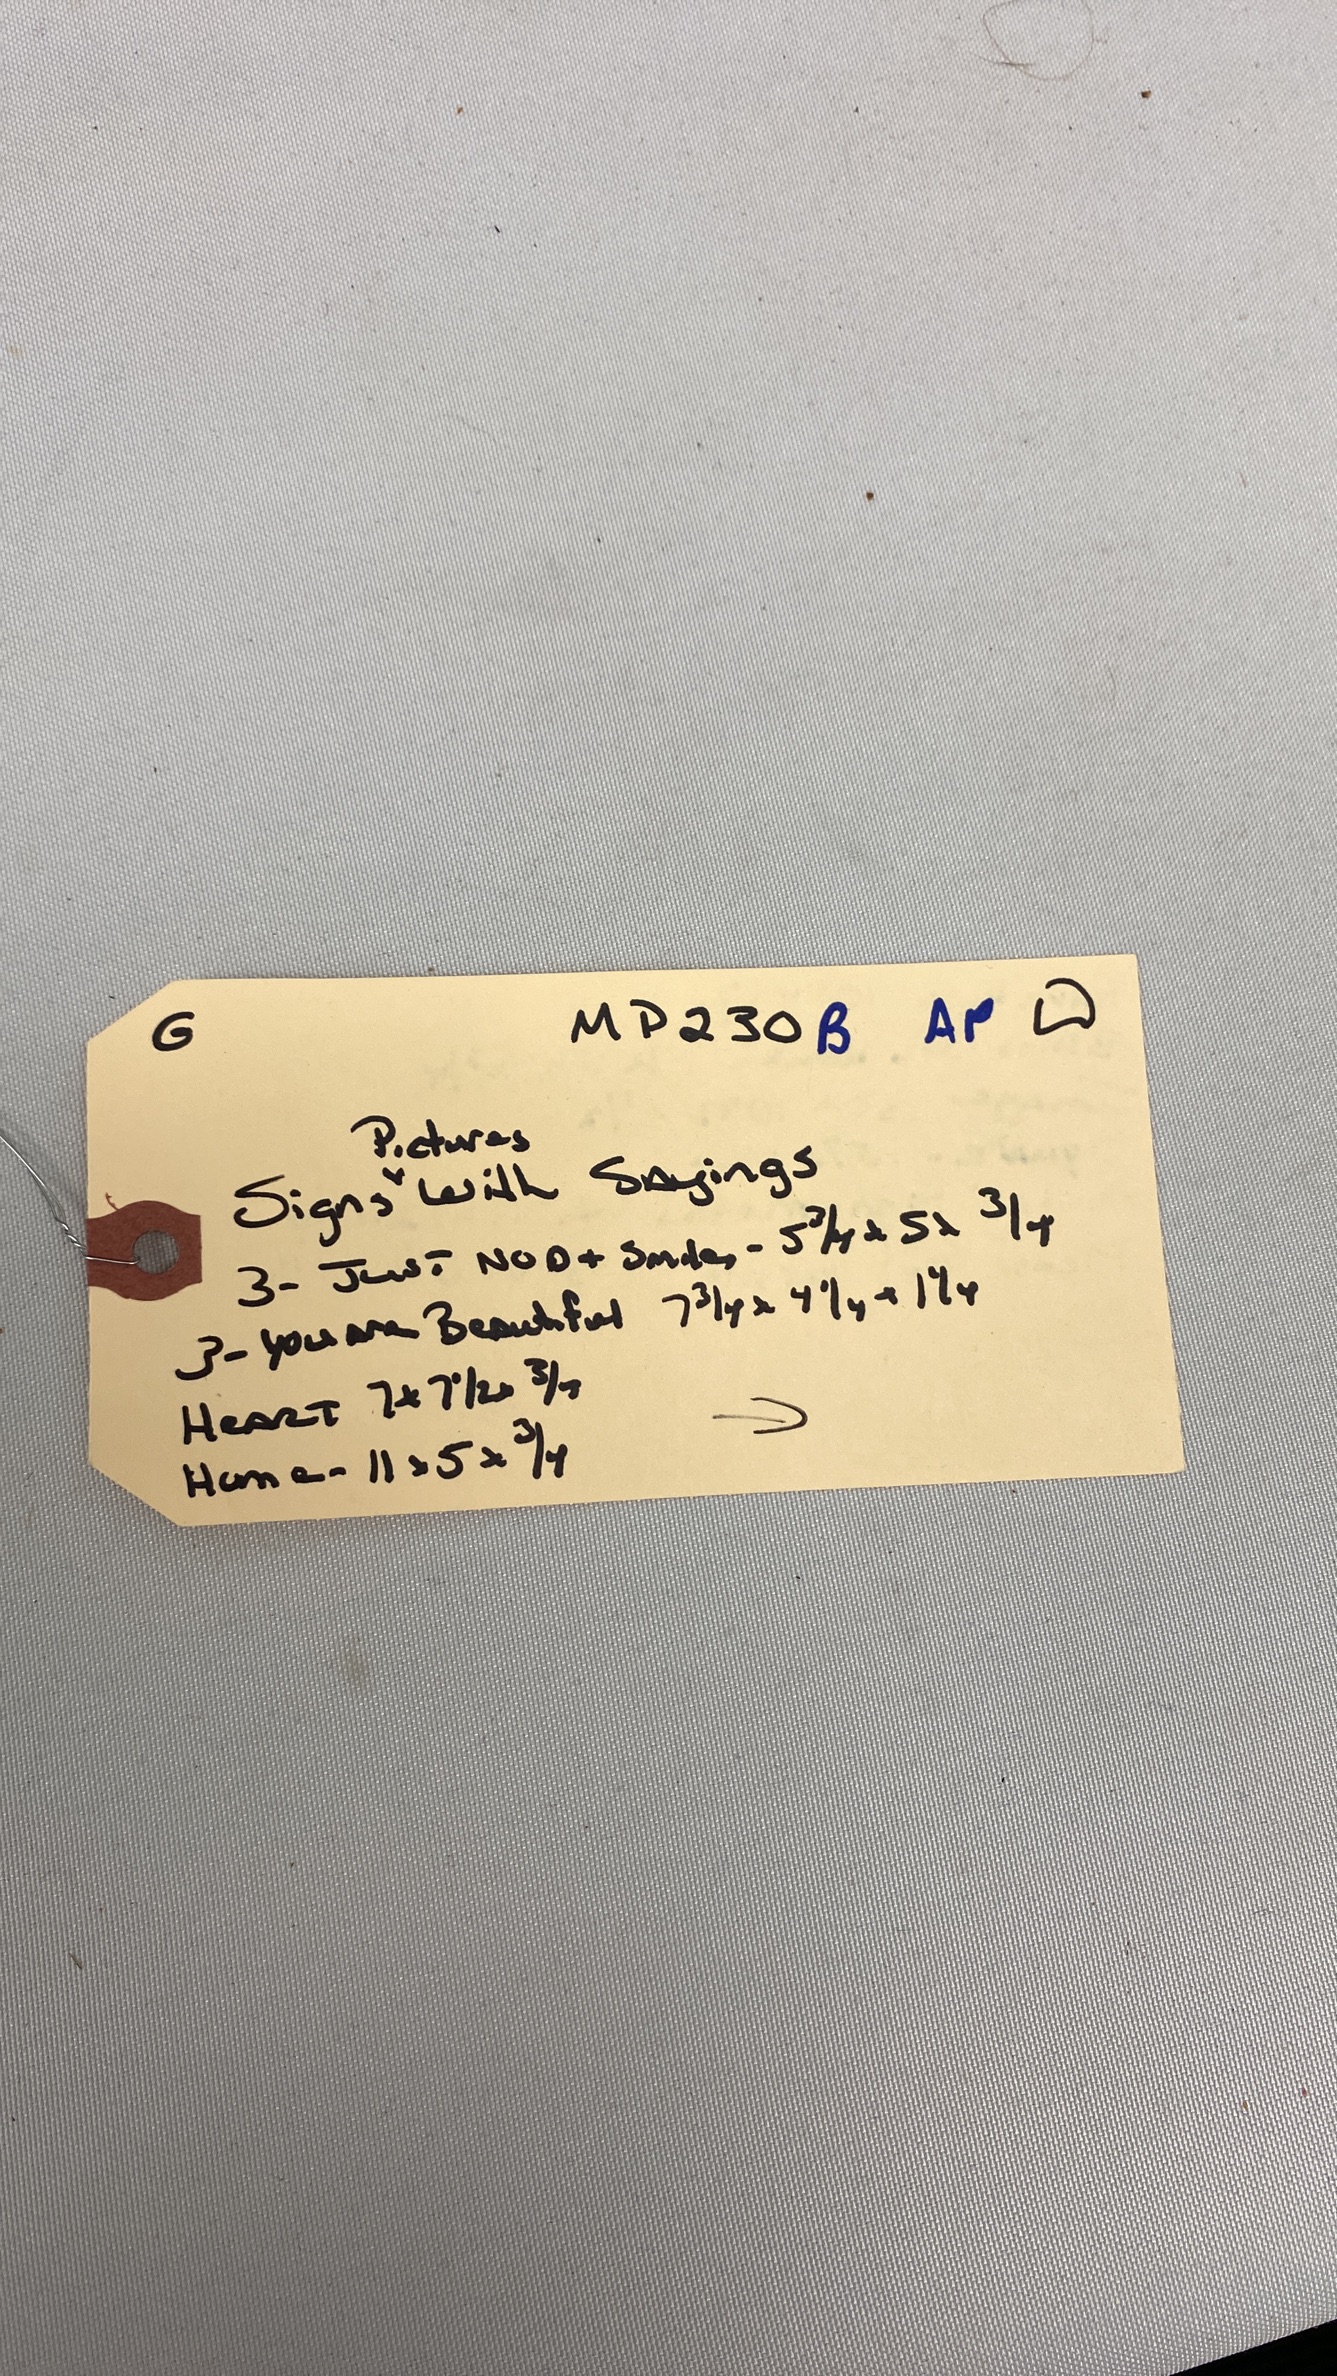 G MP230B AP
Pictures
Signs With Sayings
3- Just NOD + Smile, - 5 3/4 x 5 x 3/4
3- You are Beautiful 7 3/4 x 4 1/4 x 1 1/4
HEART 7 x 7 1/2 x 3/4
Home - 11 x 5 x 3/4